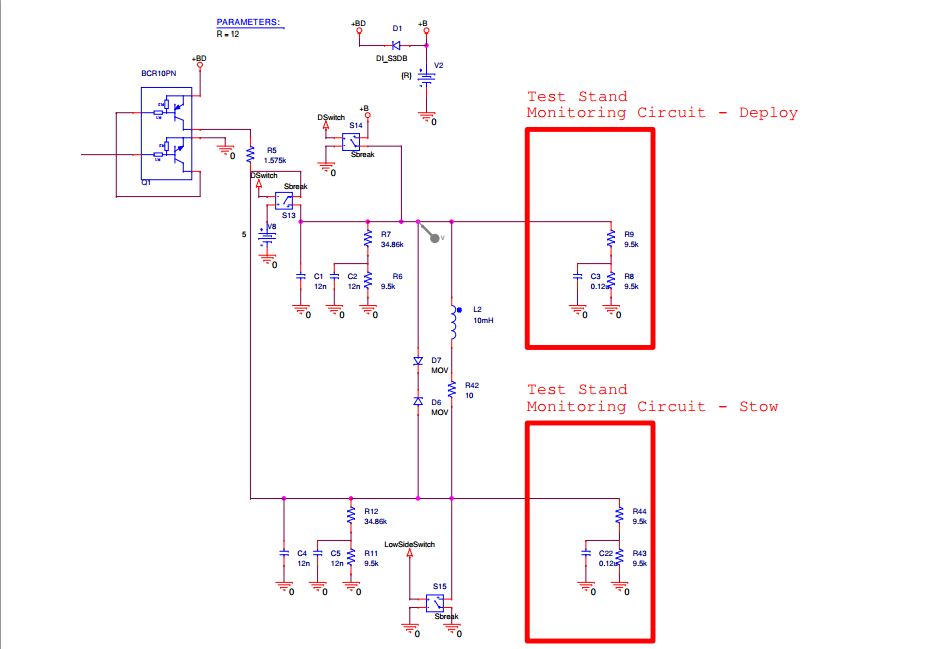 PARAMETERS:
R = 12
+BD
D1
+B
DI_S3DB
{R}
V2
0
+BD
BCR10PN
Q1
0
R5
1.575k
DSwitch
+B
S14
Sbreak
0
DSwitch
Sbreak
S13
5
V8
0
Test Stand
Monitoring Circuit - Deploy
R7
34.86k
C1
12n
C2
12n
R6
9.5k
0
0
0
V
R9
9.5k
C3
0.12u
R8
9.5k
0
0
L2
10mH
D7
MOV
R42
10
D6
MOV
Test Stand
Monitoring Circuit - Stow
R12
34.86k
C4
12n
C5
12n
R11
9.5k
0
0
0
LowSideSwitch
S15
Sbreak
0
0
R44
9.5k
C22
0.12u
R43
9.5k
0
0